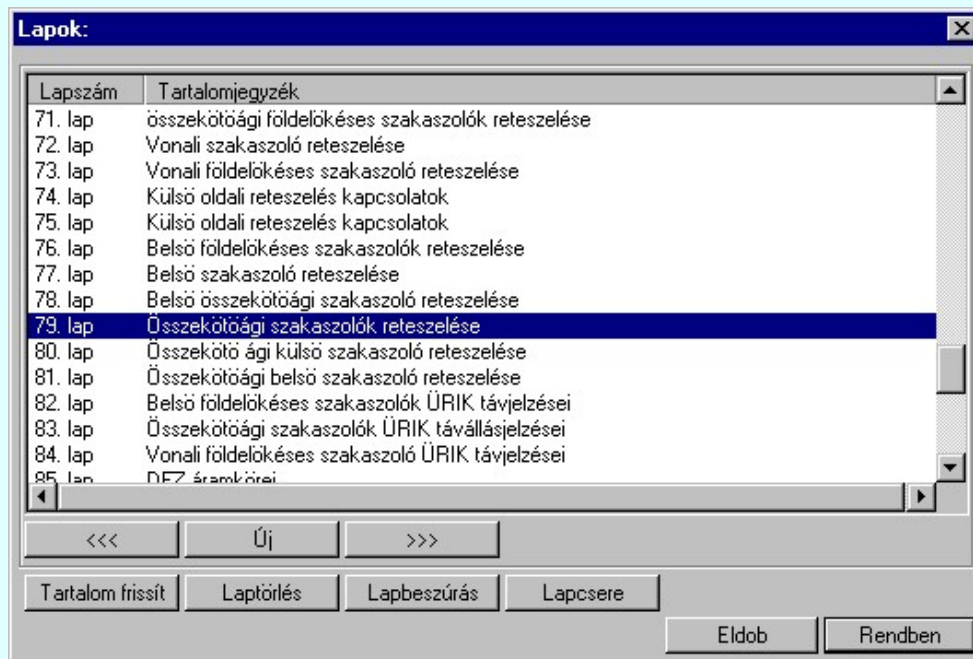 Lapok:
Lapszám Tartalomjegyzék
71. lap összekötöági földelökéses szakaszolók reteszelése
72. lap Vonali szakaszoló reteszelése
73. lap Vonali földelökéses szakaszoló reteszelése
74. lap Külsö oldali reteszelés kapcsolatok
75. lap Külsö oldali reteszelés kapcsolatok
76. lap Belsö földelökéses szakaszolók reteszelése
77. lap Belsö szakaszoló reteszelése
78. lap Belsö összekötöági szakaszoló reteszelése
79. lap Összekötöági szakaszolók reteszelése
80. lap Összekötö ági külsö szakaszoló reteszelése
81. lap Összekötöági belsö szakaszoló reteszelése
82. lap Belsö földelökéses szakaszolók ÜRIK távjelzései
83. lap Összekötöági szakaszolók ÜRIK távállásjelzései
84. lap Vonali földelökéses szakaszoló ÜRIK távjelzései
85. lap DFZ áramkörei
<<< Új >>>
Tartalom frissít Laptörlés Lapbeszúrás Lapcsere
Eldob Rendben